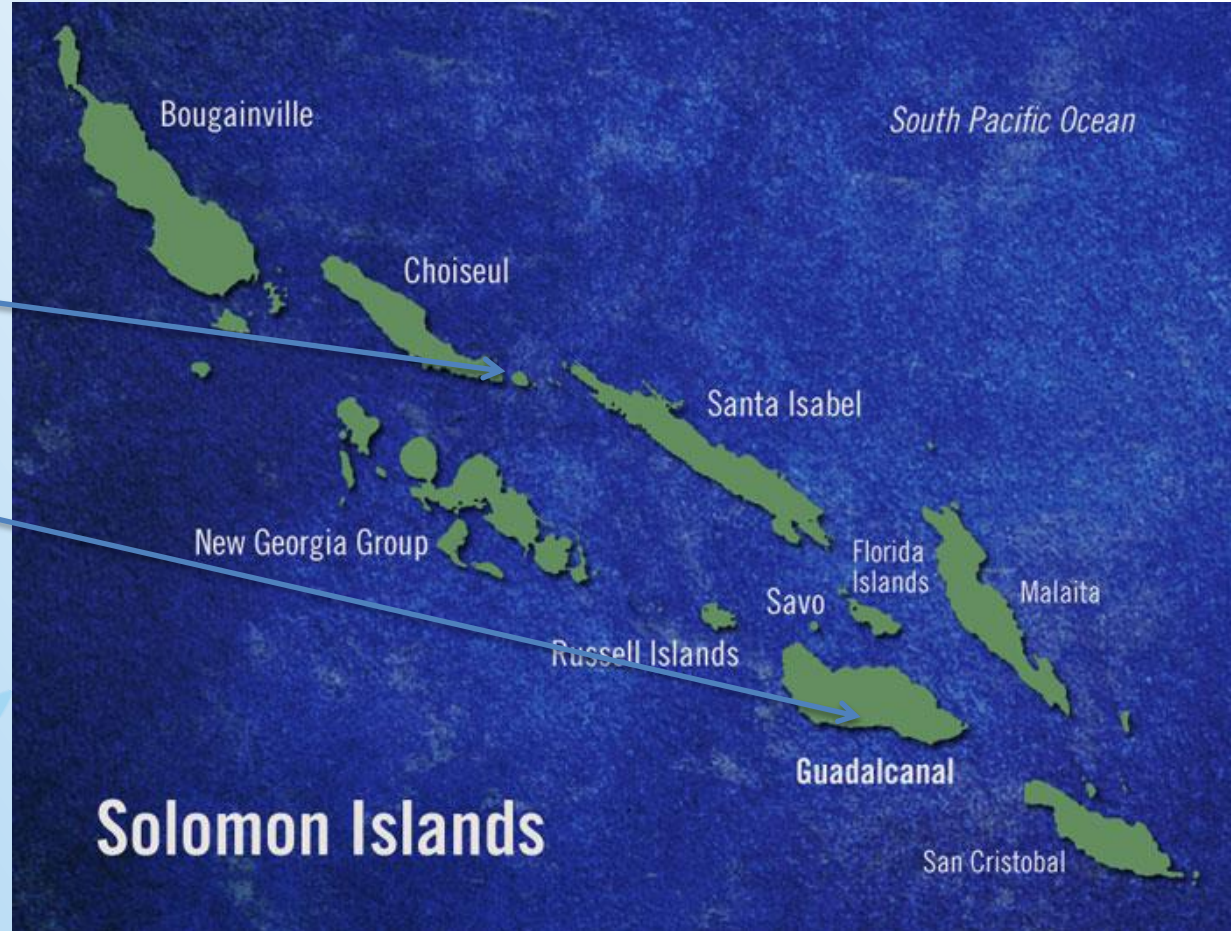 Bougainville
South Pacific Ocean
Choiseul
Santa Isabel
New Georgia Group
Florida
Islands
Savo
Malaita
Russell Islands
Guadalcanal
Solomon Islands
San Cristobal